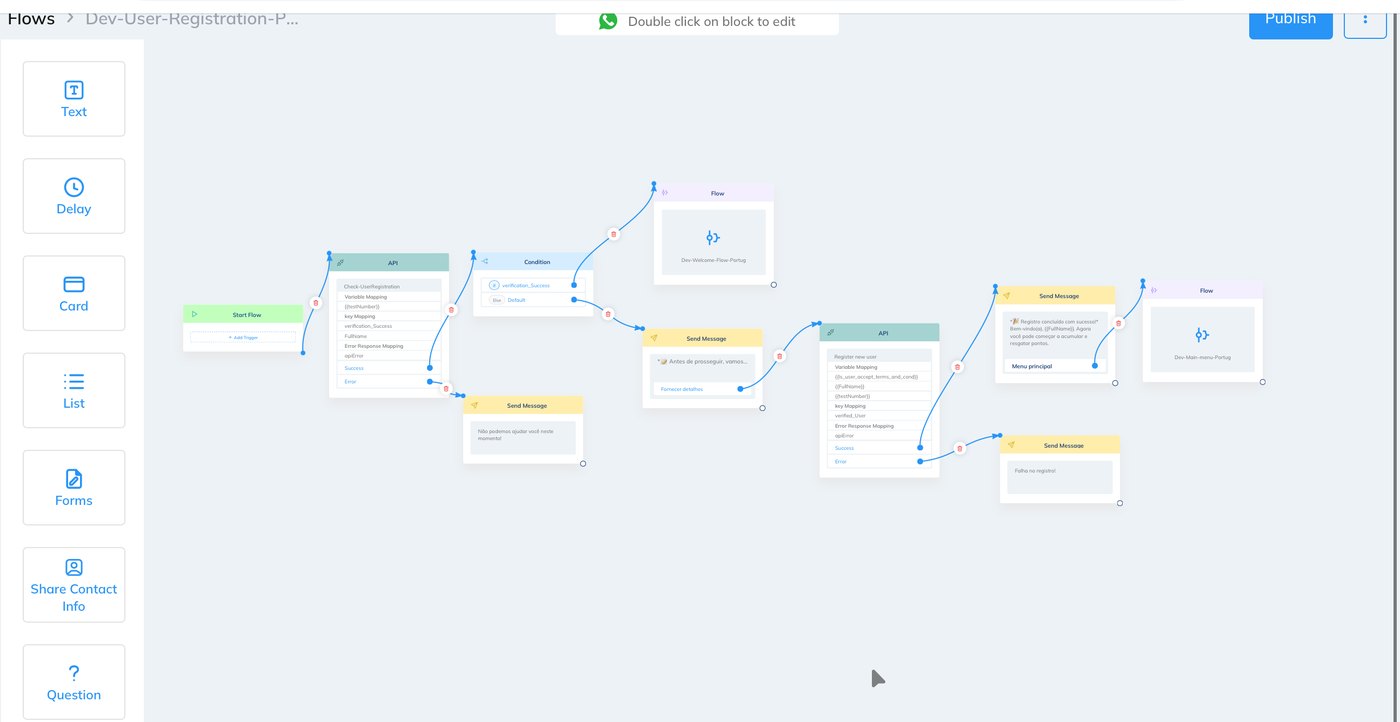 Flows > Dev-User-Registration-P...
Double click on block to edit
Publish
Text
Delay
Card
List
Forms
Share Contact
Info
Question
Start Flow
+ Add Trigger
API
Check-UserRegistration
Variable Mapping
{{testNumber}}
key Mapping
verification_Success
Fullname
Error Response Mapping
apiError
Success
Error
Send Message
Não podemos ajudar você neste
momento!
Condition
verification_Success
Else Default
Flow
Dev-Welcome-Flow-Portug
Send Message
Antes de prosseguir, vamos...
Fornecer detalhes
API
Register new user
Variable Mapping
{{is_user_accept_terms_and_cond}}
{{FullName}}
{{testNumber}}
key Mapping
verified_User
Error Response Mapping
apiError
Success
Error
Send Message
*🎉 Registro concluído com sucesso!*
Bem-vindo(a), {{FullName}}. Agora
você pode começar a acumular e
resgatar pontos.
Menu principal
Flow
Dev-Main-menu-Portug
Send Message
Falha no registro!